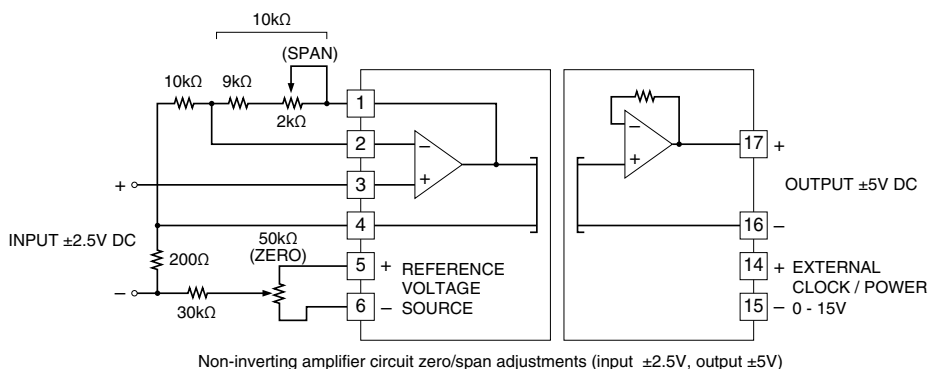 10kΩ
(SPAN)
10kΩ 9kΩ
2kΩ
1
2
3
4
5
6
−
+
+
INPUT ±2.5V DC
−
200Ω
30kΩ
50kΩ
(ZERO)
+ REFERENCE
VOLTAGE
− SOURCE
−
+
17 +
OUTPUT ±5V DC
16 −
14 + EXTERNAL
CLOCK / POWER
15 − 0 - 15V
Non-inverting amplifier circuit zero/span adjustments (input ±2.5V, output ±5V)